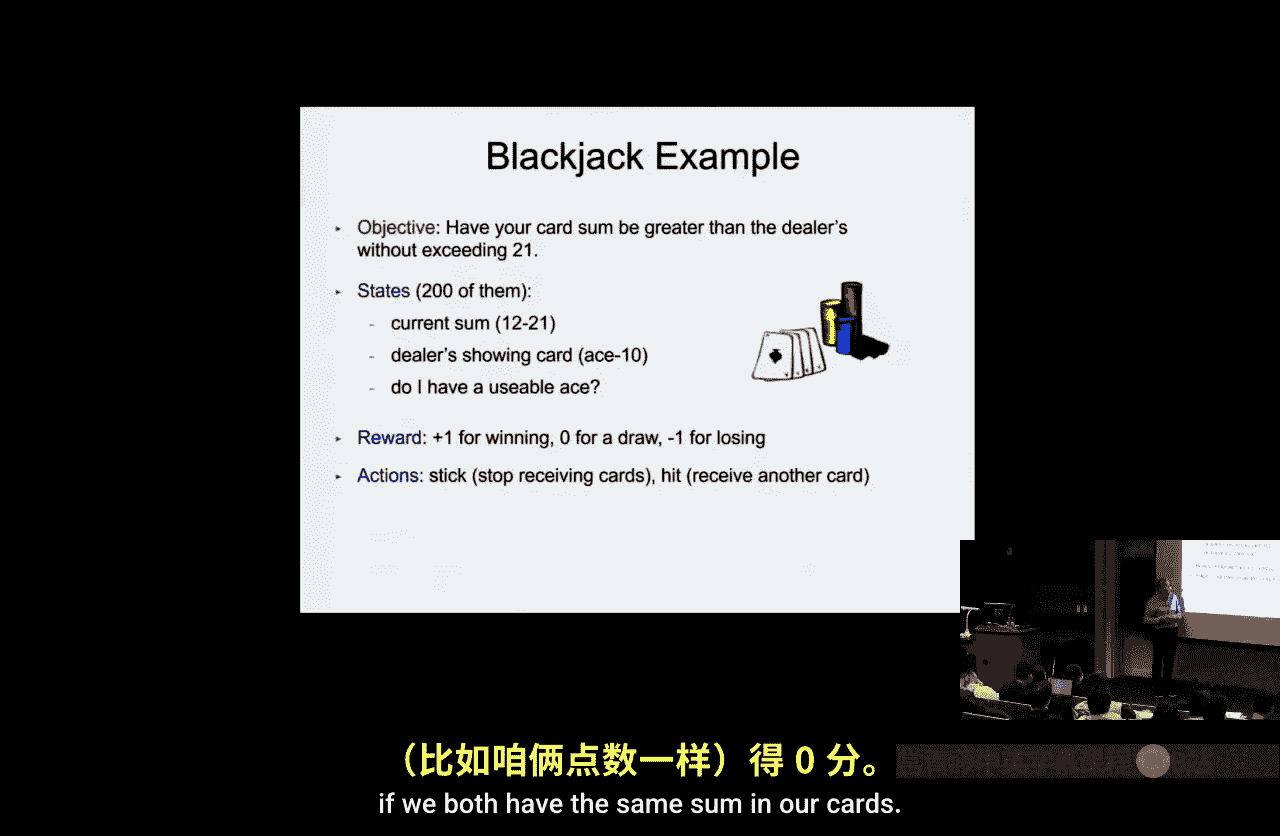 Blackjack Example
Objective: Have your card sum be greater than the dealer's
without exceeding 21.
States (200 of them):
- current sum (12-21)
- dealer's showing card (ace-10)
- do I have a useable ace?
Reward: +1 for winning, 0 for a draw, -1 for losing
Actions: stick (stop receiving cards), hit (receive another card)
（比如咱俩点数一样）得 0 分。
if we both have the same sum in our cards.